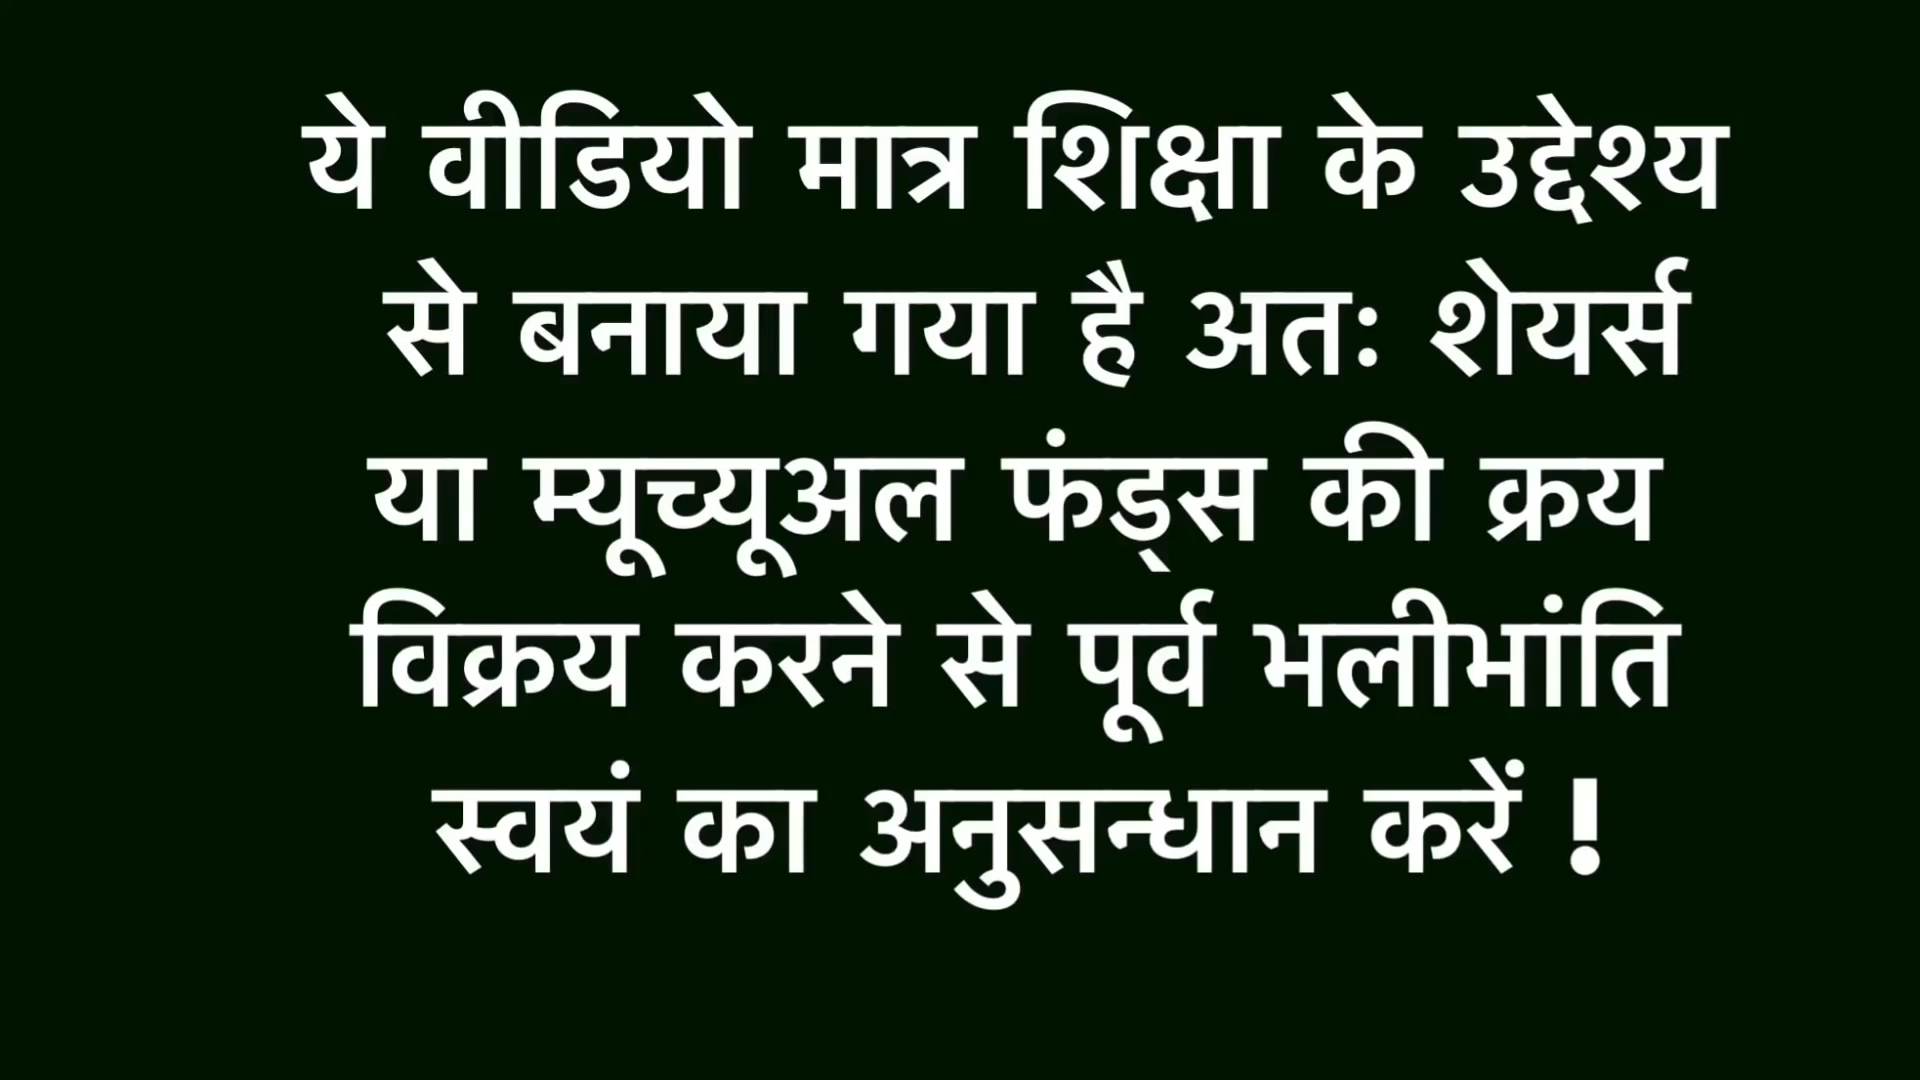 ये वीडियो मात्र शिक्षा के उद्देश्य
से बनाया गया है अतः शेयर्स
या म्यूच्यूअल फंड्स की क्रय
विक्रय करने से पूर्व भलीभांति
स्वयं का अनुसन्धान करें !